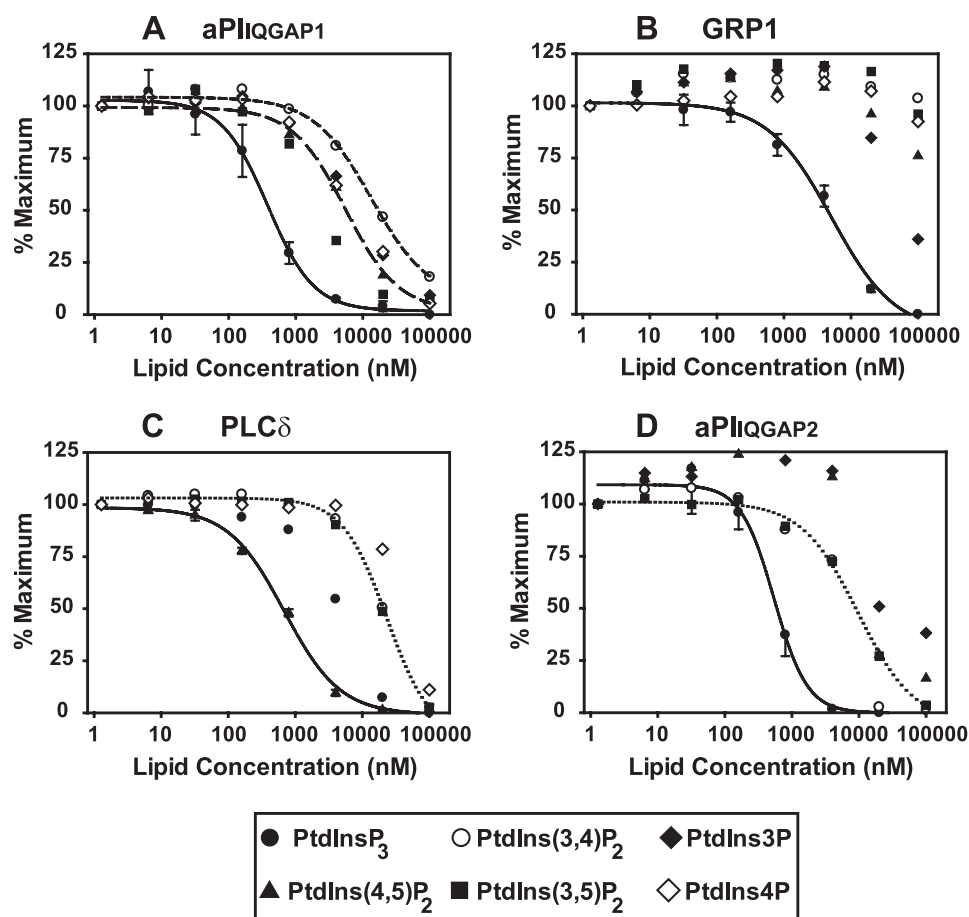 A aPIIQGAP1
125
100
75
50
25
0
% Maximum
1 10 100 1000 10000 100000
Lipid Concentration (nM)
B GRP1
125
100
75
50
25
0
% Maximum
1 10 100 1000 10000 100000
Lipid Concentration (nM)
C PLCδ
125
100
75
50
25
0
% Maximum
1 10 100 1000 10000 100000
Lipid Concentration (nM)
D aPIIQGAP2
125
100
75
50
25
0
% Maximum
1 10 100 1000 10000 100000
Lipid Concentration (nM)
PtdInsP3 PtdIns(3,4)P2 PtdIns3P
PtdIns(4,5)P2 PtdIns(3,5)P2 PtdIns4P